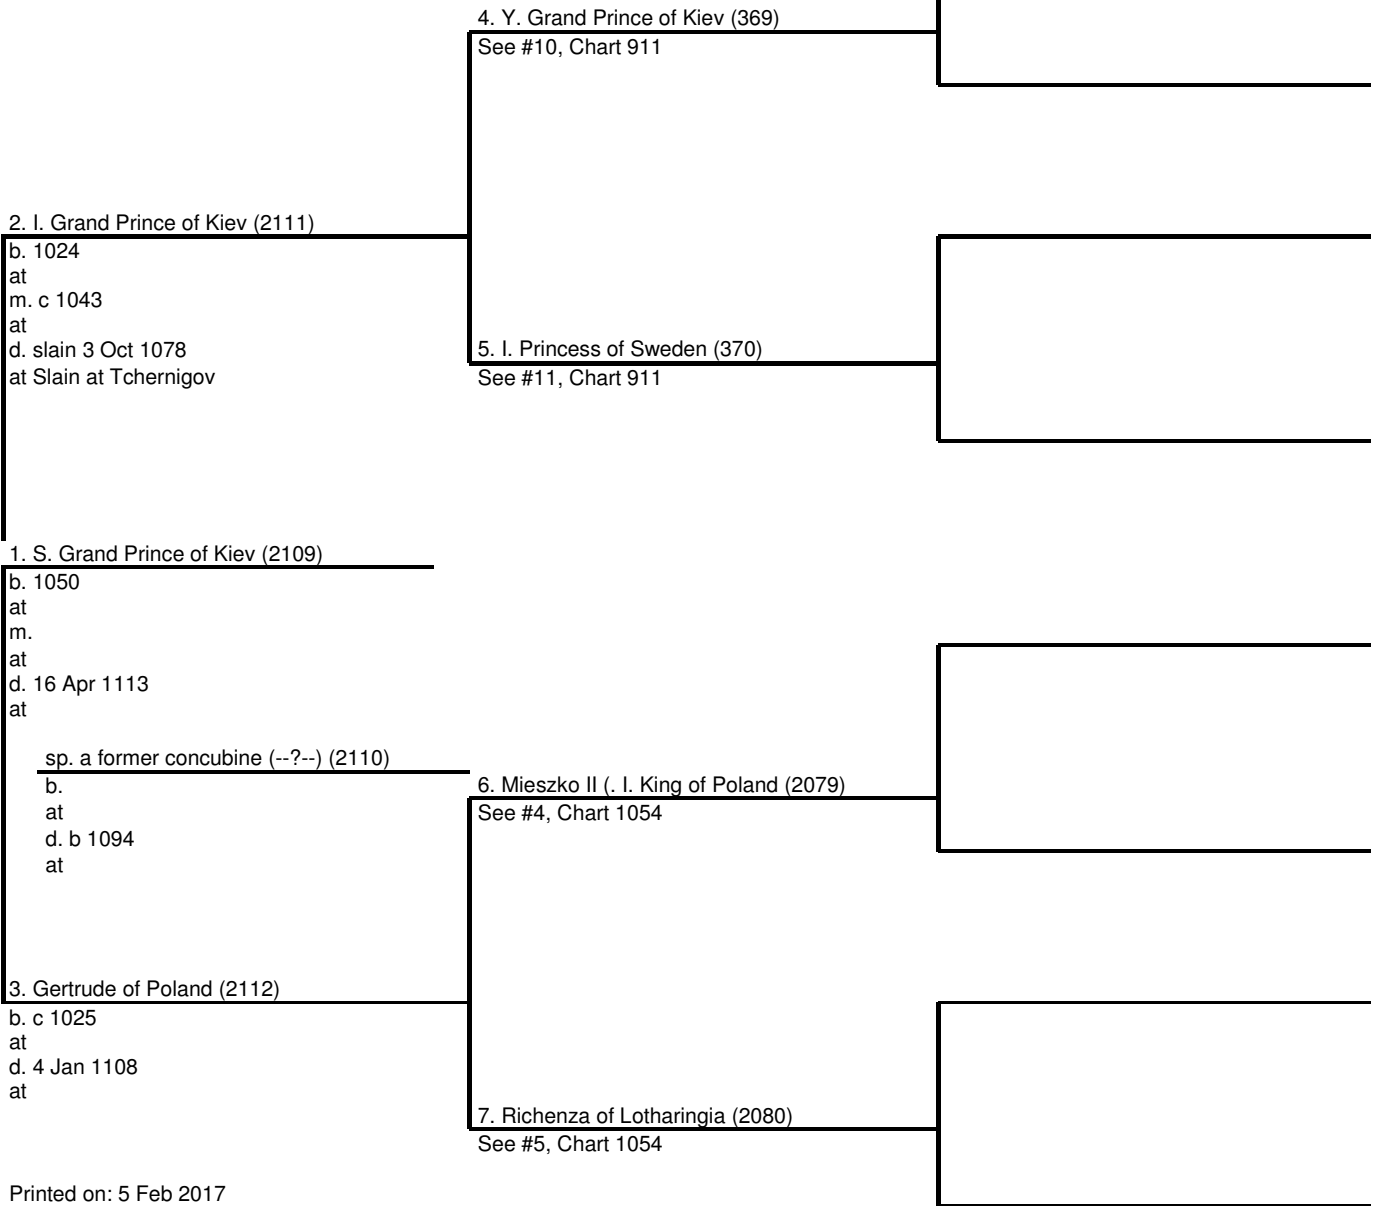 4. Y. Grand Prince of Kiev (369)
See #10, Chart 911
2. I. Grand Prince of Kiev (2111)
b. 1024
at
m. c 1043
at
d. slain 3 Oct 1078
at Slain at Tchernigov
5. I. Princess of Sweden (370)
See #11, Chart 911
1. S. Grand Prince of Kiev (2109)
b. 1050
at
m.
at
d. 16 Apr 1113
at
sp. a former concubine (--?--) (2110)
b.
at
d. b 1094
at
6. Mieszko II (. I. King of Poland (2079)
See #4, Chart 1054
3. Gertrude of Poland (2112)
b. c 1025
at
d. 4 Jan 1108
at
7. Richenza of Lotharingia (2080)
See #5, Chart 1054
Printed on: 5 Feb 2017